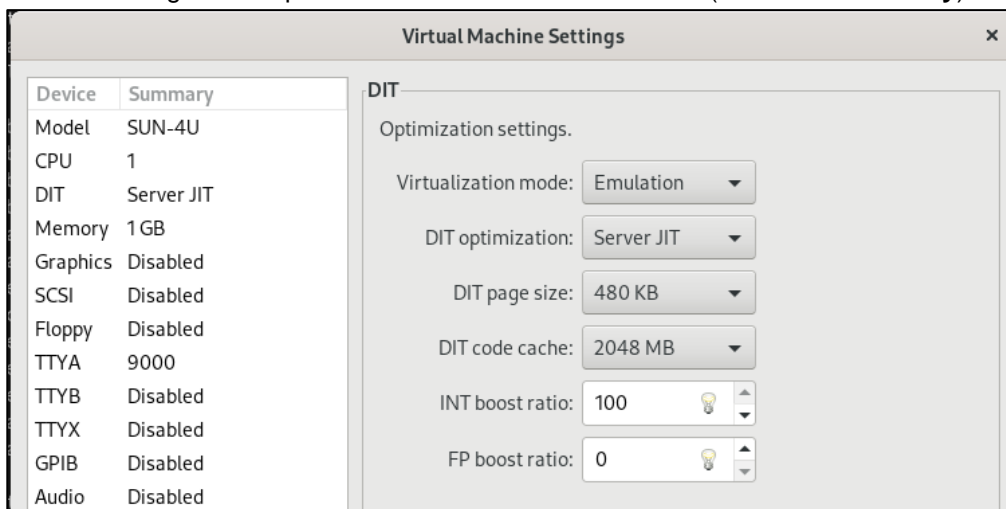 Virtual Machine Settings ×
Device Summary
Model SUN-4U
CPU 1
DIT Server JIT
Memory 1 GB
Graphics Disabled
SCSI Disabled
Floppy Disabled
TTYA 9000
TTYB Disabled
TTYX Disabled
GPIB Disabled
Audio Disabled
DIT
Optimization settings.
Virtualization mode: Emulation
DIT optimization: Server JIT
DIT page size: 480 KB
DIT code cache: 2048 MB
INT boost ratio: 100
FP boost ratio: 0